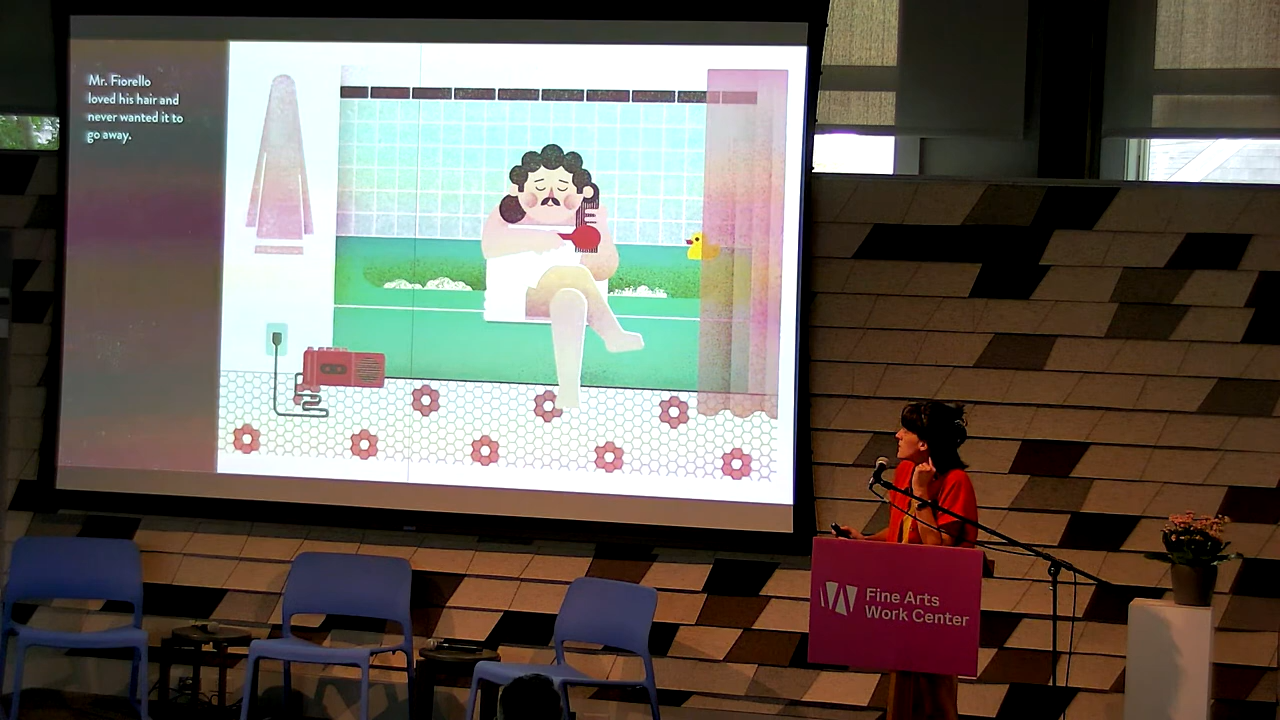 Mr. Fiorello
loved his hair and
never wanted it to
go away.
Fine Arts
Work Center